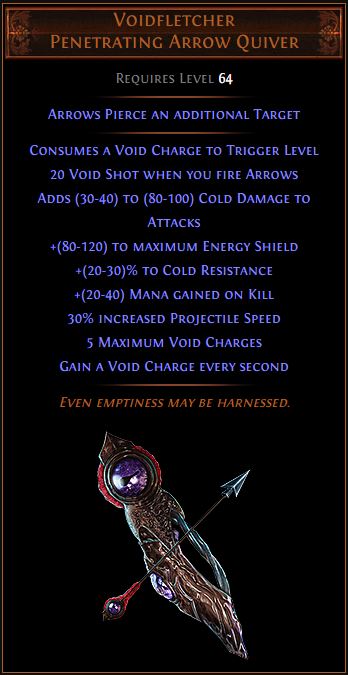 Voidfletcher
Penetrating Arrow Quiver
Requires Level 64
Arrows Pierce an additional Target
Consumes a Void Charge to Trigger Level
20 Void Shot when you fire Arrows
Adds (30-40) to (80-100) Cold Damage to
Attacks
+(80-120) to maximum Energy Shield
+(20-30)% to Cold Resistance
+(20-40) Mana gained on Kill
30% increased Projectile Speed
5 Maximum Void Charges
Gain a Void Charge every second
Even emptiness may be harnessed.